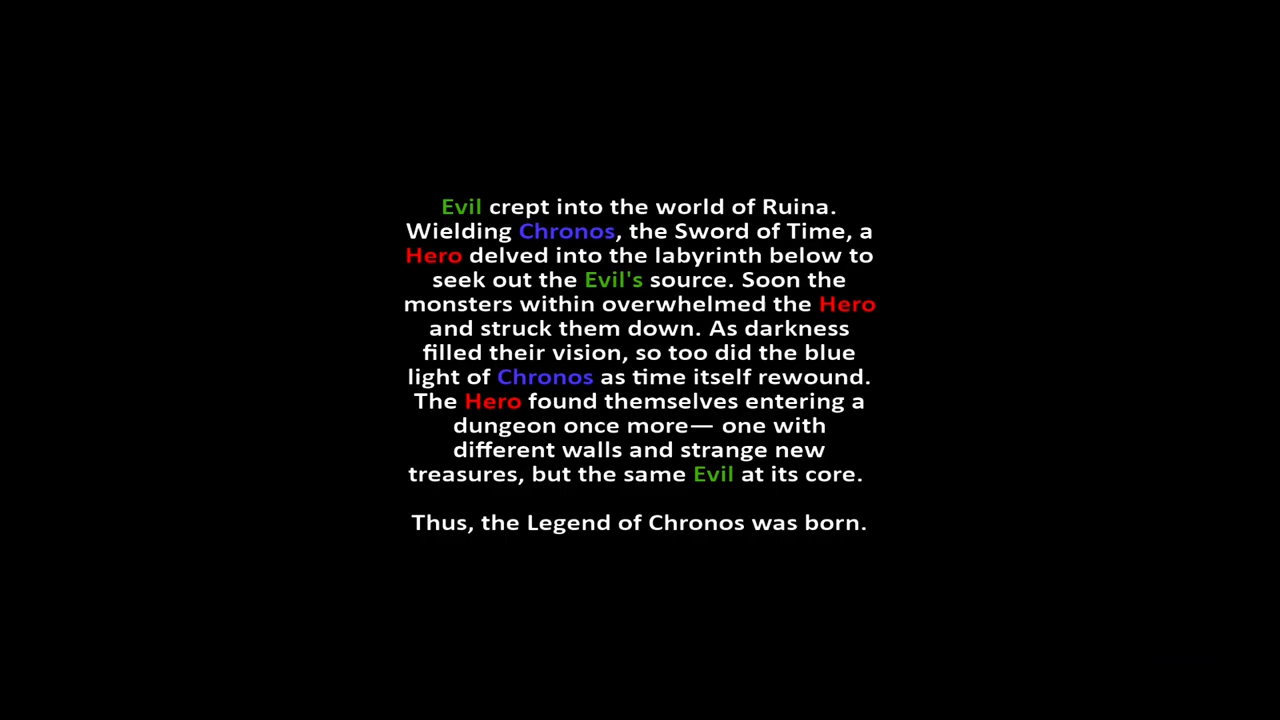 Evil crept into the world of Ruina.
Wielding Chronos, the Sword of Time, a
Hero delved into the labyrinth below to
seek out the Evil's source. Soon the
monsters within overwhelmed the Hero
and struck them down. As darkness
filled their vision, so too did the blue
light of Chronos as time itself rewound.
The Hero found themselves entering a
dungeon once more— one with
different walls and strange new
treasures, but the same Evil at its core.
Thus, the Legend of Chronos was born.